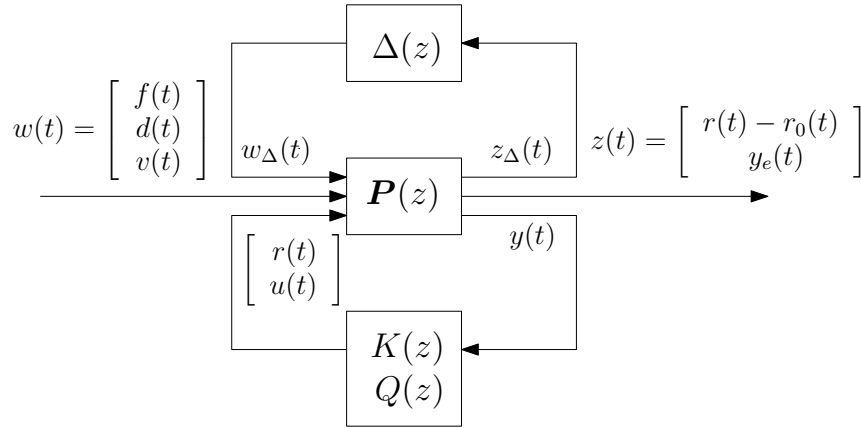 Δ(z)
w(t) = [ f(t)
d(t)
v(t) ]
w_Δ(t)
z_Δ(t)
z(t) = [ r(t) − r_0(t)
y_e(t) ]
P(z)
[ r(t)
u(t) ]
y(t)
K(z)
Q(z)